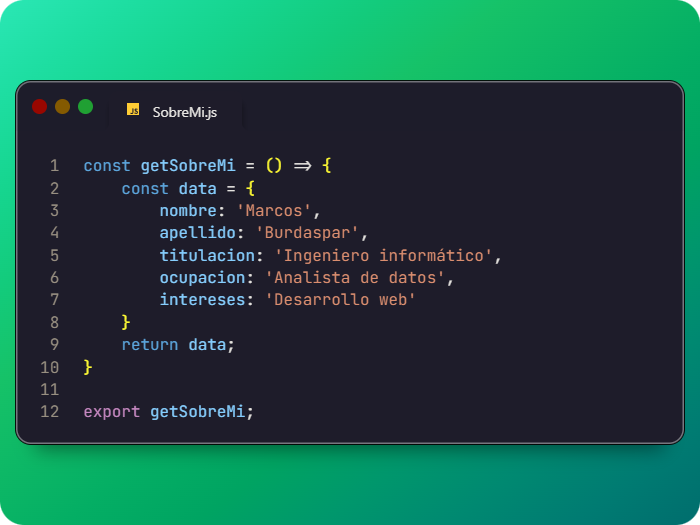 JS SobreMi.js
1 const getSobreMi = () => {
2     const data = {
3         nombre: 'Marcos',
4         apellido: 'Burdaspar',
5         titulacion: 'Ingeniero informático',
6         ocupacion: 'Analista de datos',
7         intereses: 'Desarrollo web'
8     }
9     return data;
10 }
11
12 export getSobreMi;